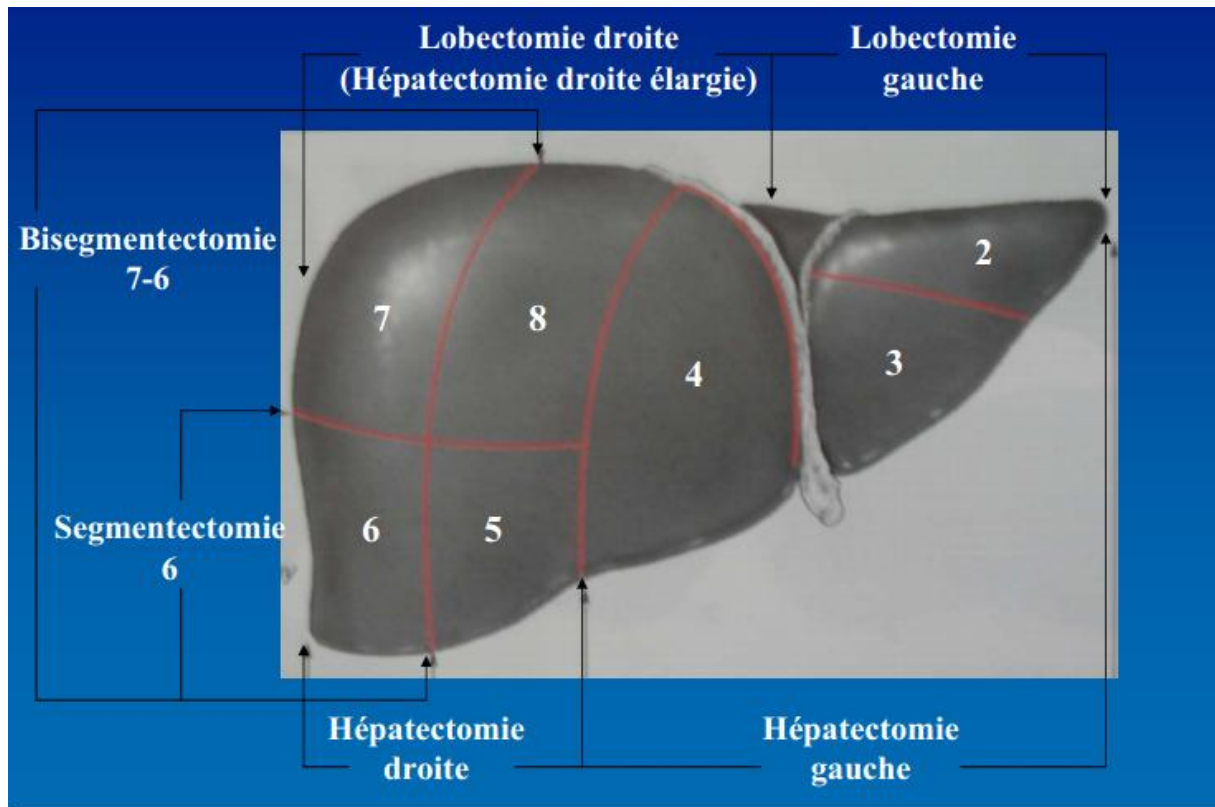 Lobectomie droite
(Hépatectomie droite élargie)
Lobectomie
gauche
Bisegmentectomie
7-6
2
7
8
3
4
Segmentectomie
6
6
5
Hépatectomie
droite
Hépatectomie
gauche